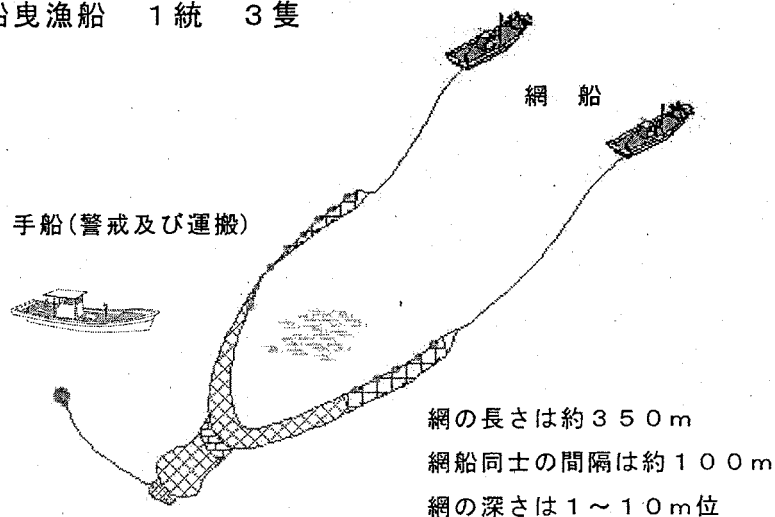 船曳漁船　１統　３隻
網　船
手船(警戒及び運搬)
網の長さは約３５０ｍ
網船同士の間隔は約１００ｍ
網の深さは１～１０ｍ位